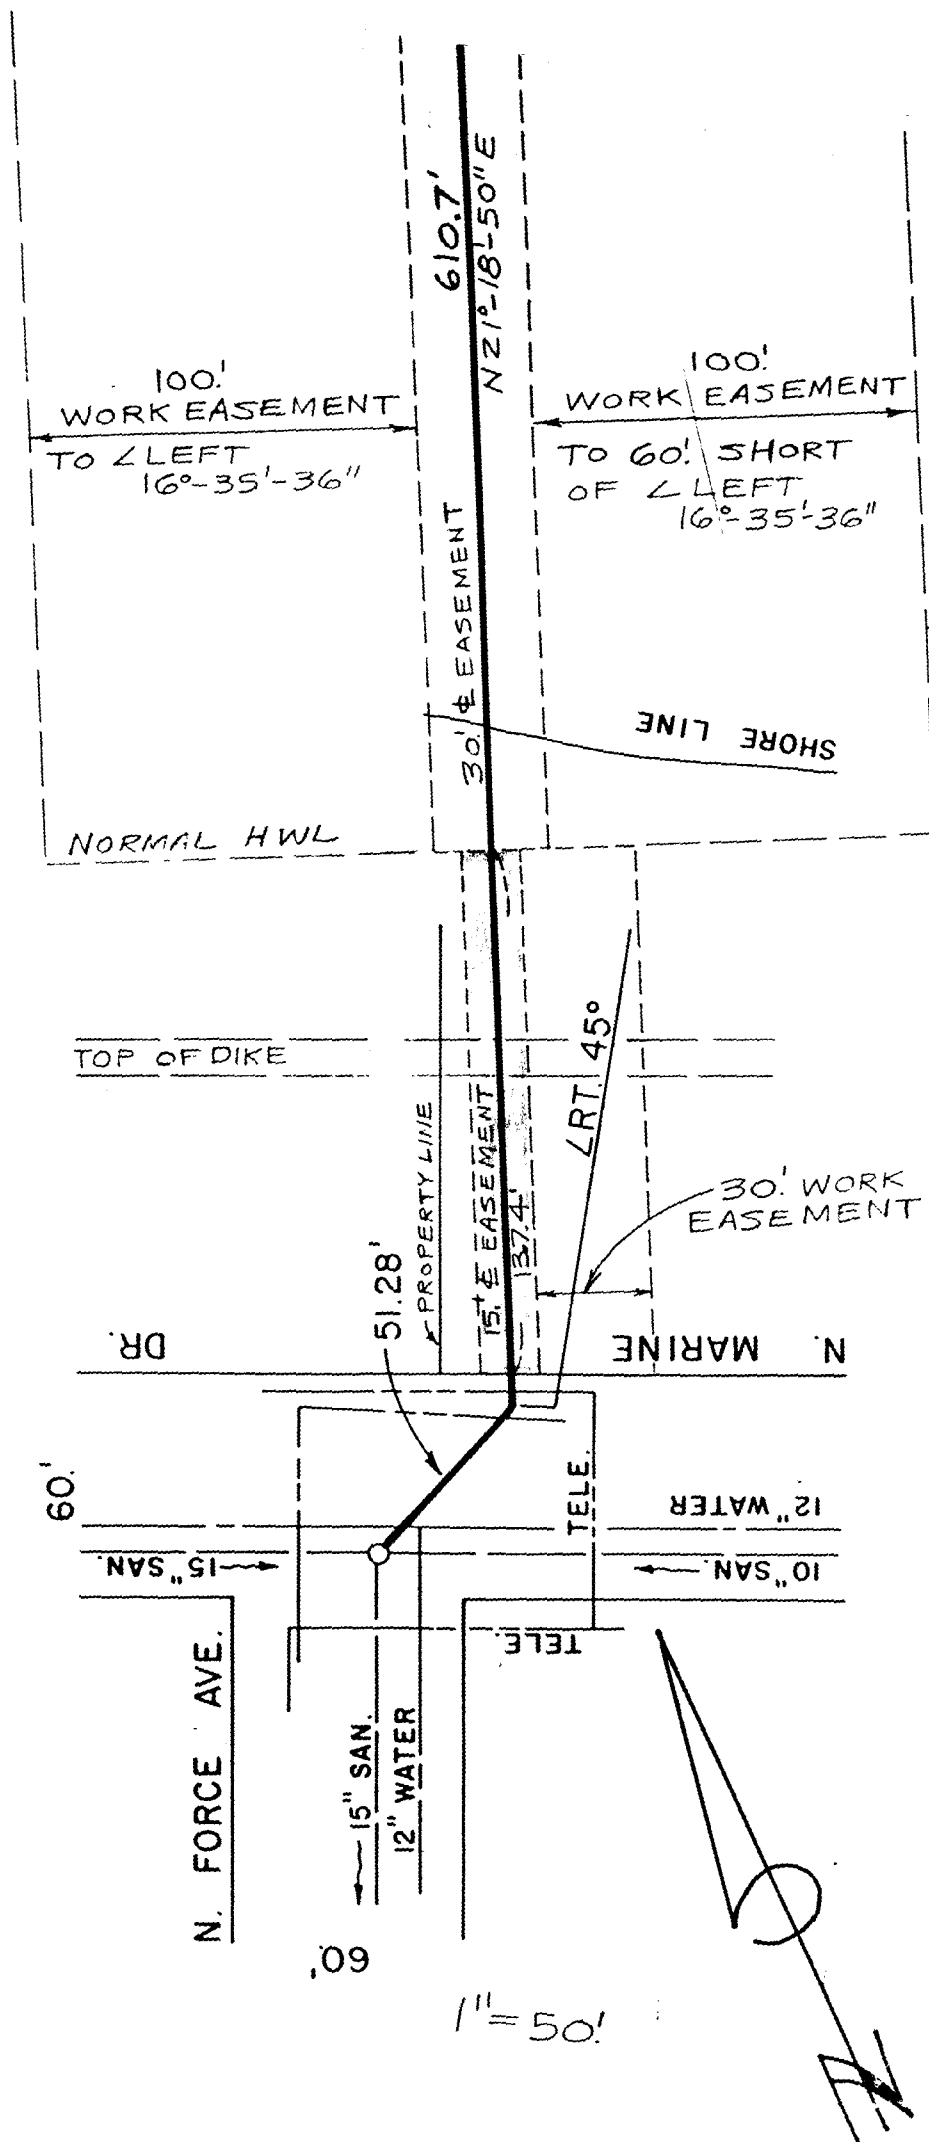 610.7'
N21°-18'-50"E
100.'
WORK EASEMENT
TO ∠ LEFT
16°-35'-36"
100.'
WORK EASEMENT
TO 60.' SHORT
OF ∠ LEFT
16°-35'-36"
30.' ℄ EASEMENT
SHORE LINE
NORMAL HWL
TOP OF DIKE
PROPERTY LINE
15.' ℄ EASEMENT
137.4'
∠RT. 45°
30.' WORK
EASEMENT
51.28'
N. MARINE DR.
60.'
TELE.
12" WATER
15" SAN.
10" SAN.
TELE.
N. FORCE AVE.
15" SAN.
12" WATER
60.'
1" = 50.'
N